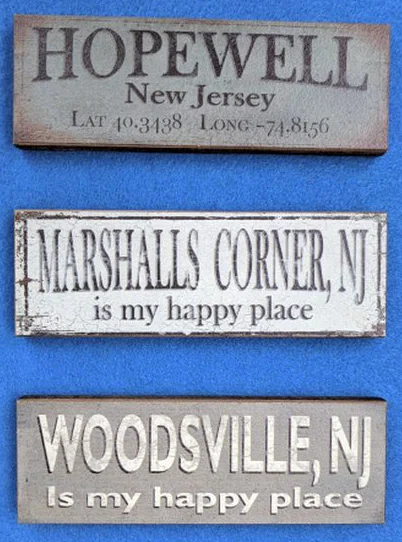 HOPEWELL
New Jersey
LAT 40.3438 LONG -74.8156
MARSHALLS CORNER, NJ
is my happy place
WOODSVILLE, NJ
Is my happy place